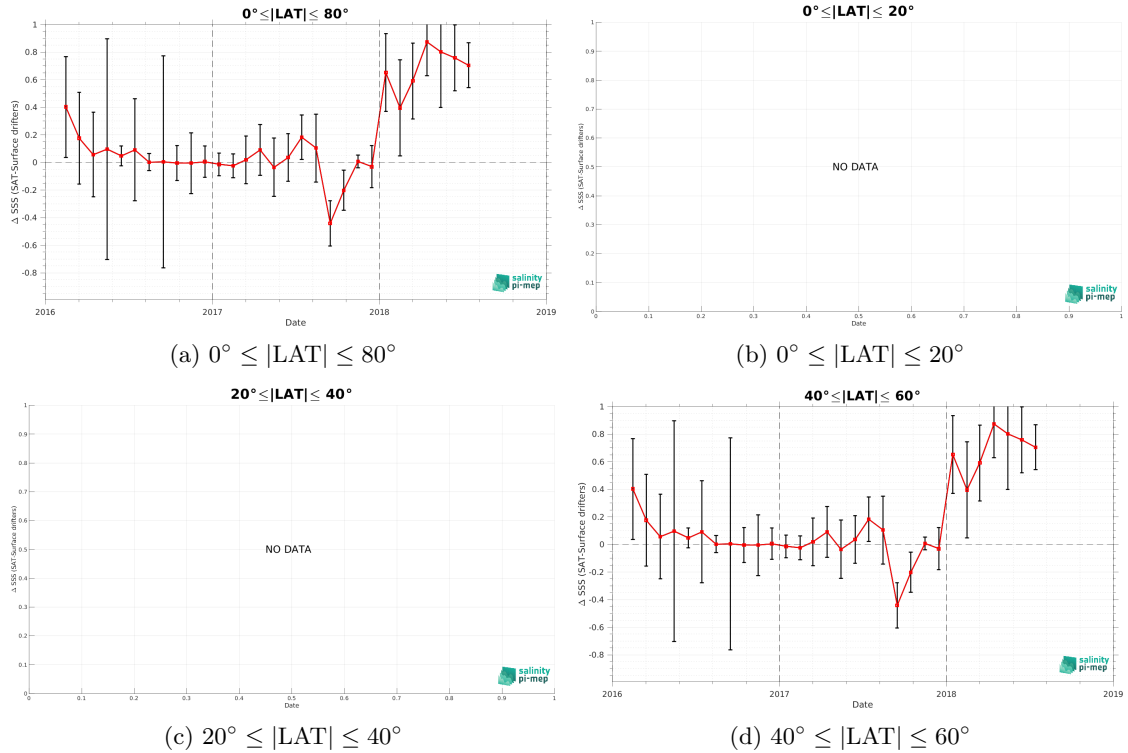 0°≤|LAT|≤ 80°
1
0.8
0.6
0.4
0.2
0
-0.2
-0.4
-0.6
-0.8
Δ SSS (SAT-Surface drifters)
salinity
pi-mep
2016 2017 2018 2019
Date
(a) 0° ≤ |LAT| ≤ 80°
0°≤|LAT|≤ 20°
1
0.9
0.8
0.7
0.6
0.5
0.4
0.3
0.2
0.1
0
Δ SSS (SAT-Surface drifters)
NO DATA
salinity
pi-mep
0 0.1 0.2 0.3 0.4 0.5 0.6 0.7 0.8 0.9 1
Date
(b) 0° ≤ |LAT| ≤ 20°
20°≤|LAT|≤ 40°
1
0.9
0.8
0.7
0.6
0.5
0.4
0.3
0.2
0.1
0
Δ SSS (SAT-Surface drifters)
NO DATA
salinity
pi-mep
0 0.1 0.2 0.3 0.4 0.5 0.6 0.7 0.8 0.9 1
Date
(c) 20° ≤ |LAT| ≤ 40°
40°≤|LAT|≤ 60°
1
0.8
0.6
0.4
0.2
0
-0.2
-0.4
-0.6
-0.8
Δ SSS (SAT-Surface drifters)
salinity
pi-mep
2016 2017 2018 2019
Date
(d) 40° ≤ |LAT| ≤ 60°